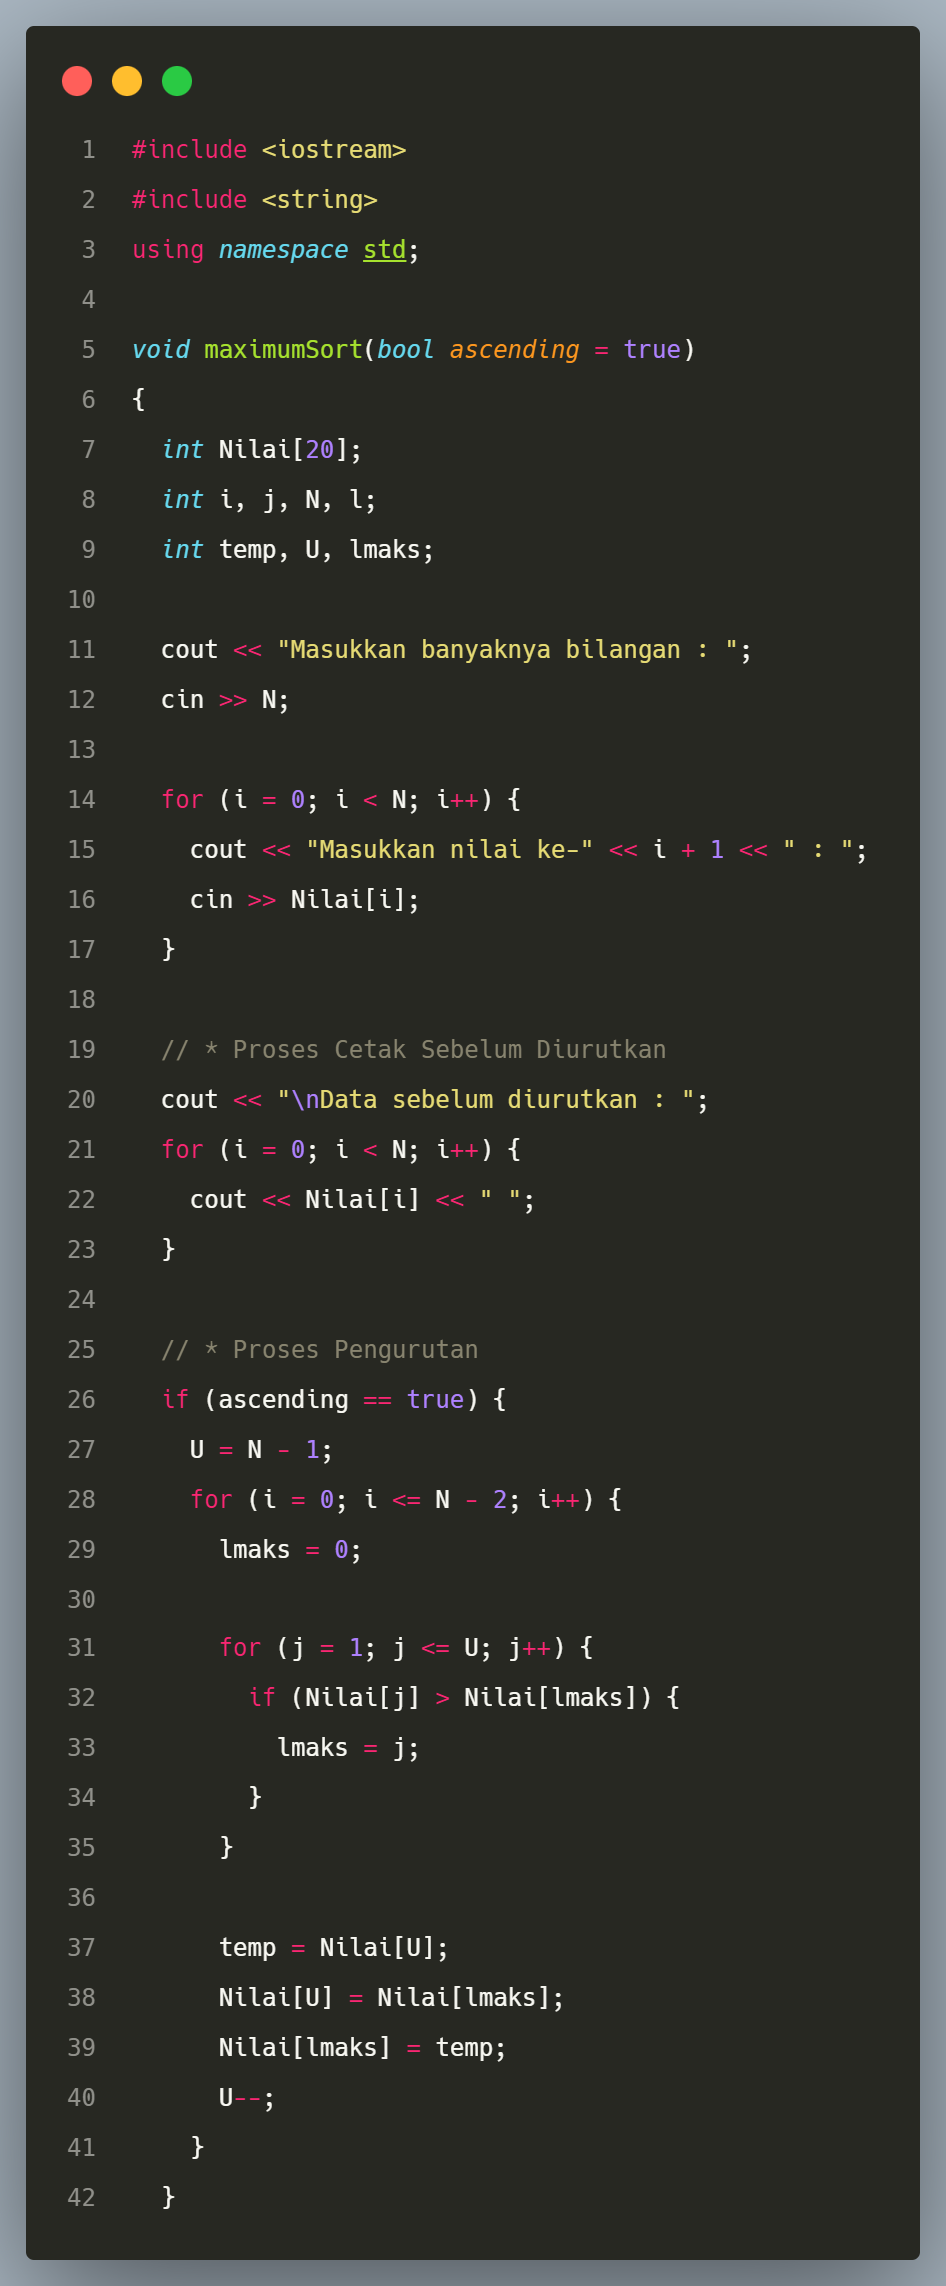 1 #include <iostream>
2 #include <string>
3 using namespace std;
4
5 void maximumSort(bool ascending = true)
6 {
7   int Nilai[20];
8   int i, j, N, l;
9   int temp, U, lmaks;
10
11   cout << "Masukkan banyaknya bilangan : ";
12   cin >> N;
13
14   for (i = 0; i < N; i++) {
15     cout << "Masukkan nilai ke-" << i + 1 << " : ";
16     cin >> Nilai[i];
17   }
18
19   // * Proses Cetak Sebelum Diurutkan
20   cout << "\nData sebelum diurutkan : ";
21   for (i = 0; i < N; i++) {
22     cout << Nilai[i] << " ";
23   }
24
25   // * Proses Pengurutan
26   if (ascending == true) {
27     U = N - 1;
28     for (i = 0; i <= N - 2; i++) {
29       lmaks = 0;
30
31       for (j = 1; j <= U; j++) {
32         if (Nilai[j] > Nilai[lmaks]) {
33           lmaks = j;
34         }
35       }
36
37       temp = Nilai[U];
38       Nilai[U] = Nilai[lmaks];
39       Nilai[lmaks] = temp;
40       U--;
41     }
42   }